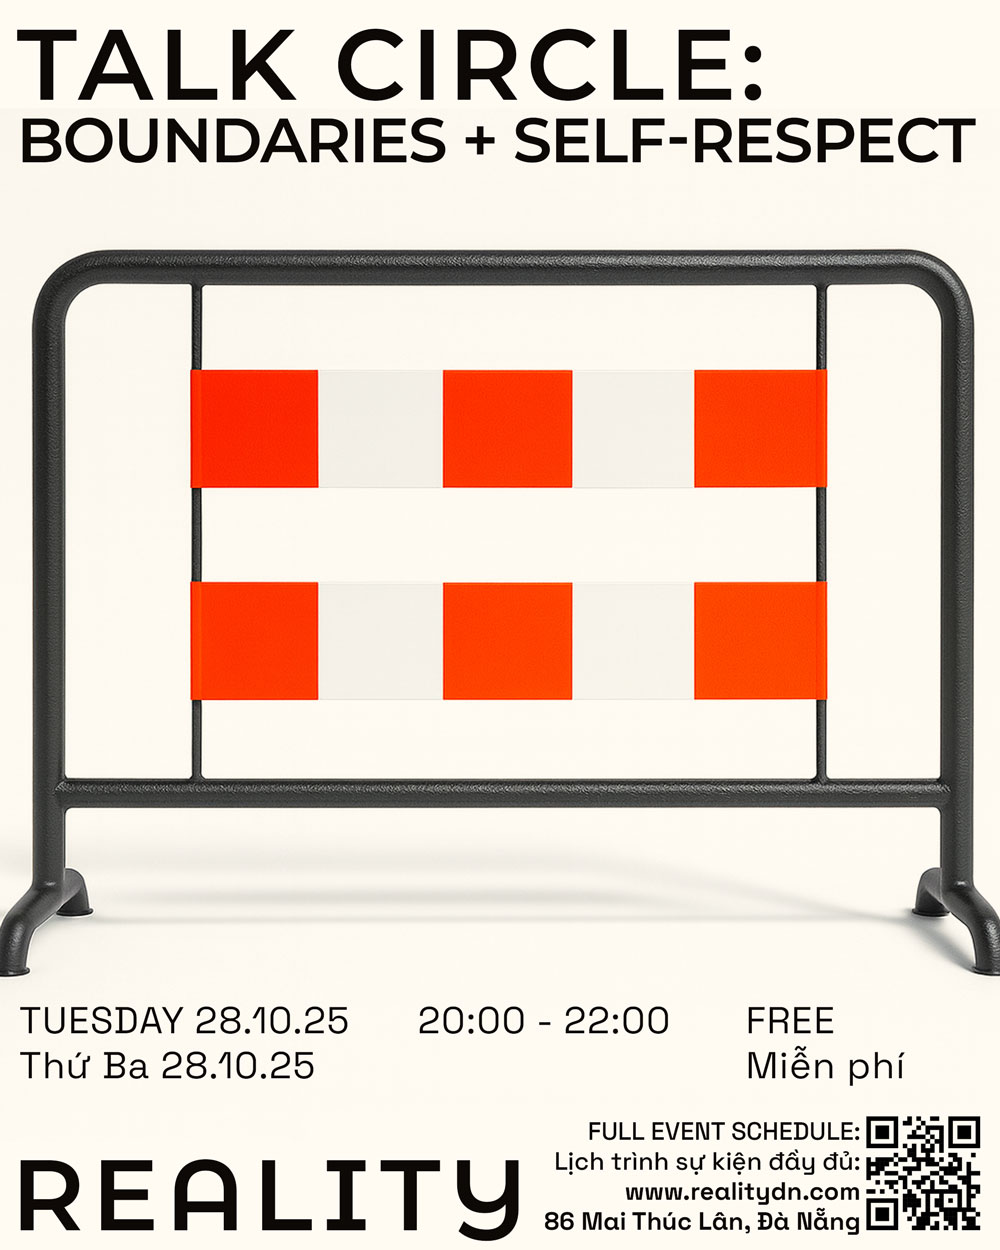 TALK CIRCLE:
BOUNDARIES + SELF-RESPECT
TUESDAY 28.10.25
Thứ Ba 28.10.25
20:00 - 22:00
FREE
Miễn phí
REALITY
FULL EVENT SCHEDULE:
Lịch trình sự kiện đầy đủ:
www.realitydn.com
86 Mai Thúc Lân, Đà Nẵng